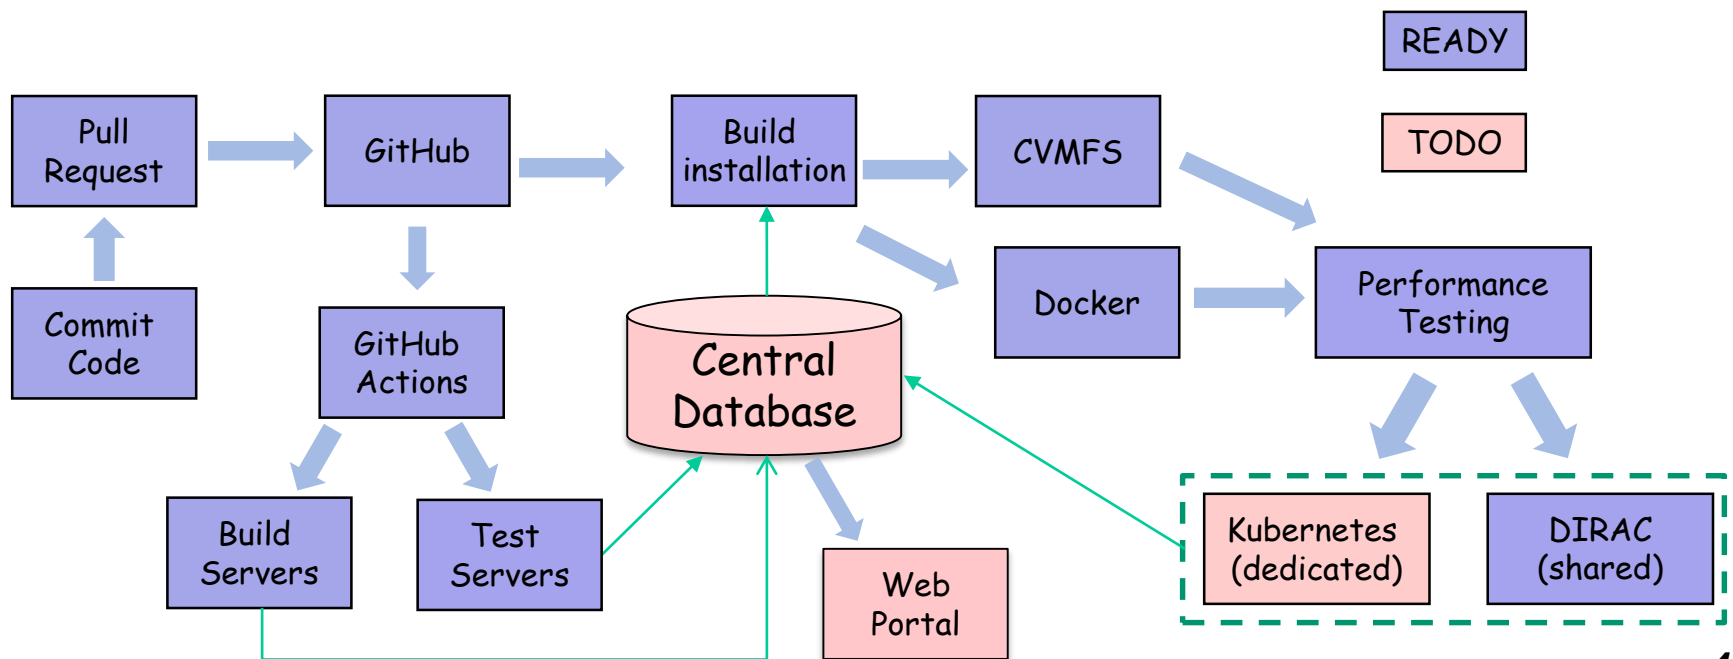 READY
TODO
Pull
Request
GitHub
Build
installation
CVMFS
Commit
Code
GitHub
Actions
Central
Database
Docker
Performance
Testing
Build
Servers
Test
Servers
Web
Portal
Kubernetes
(dedicated)
DIRAC
(shared)